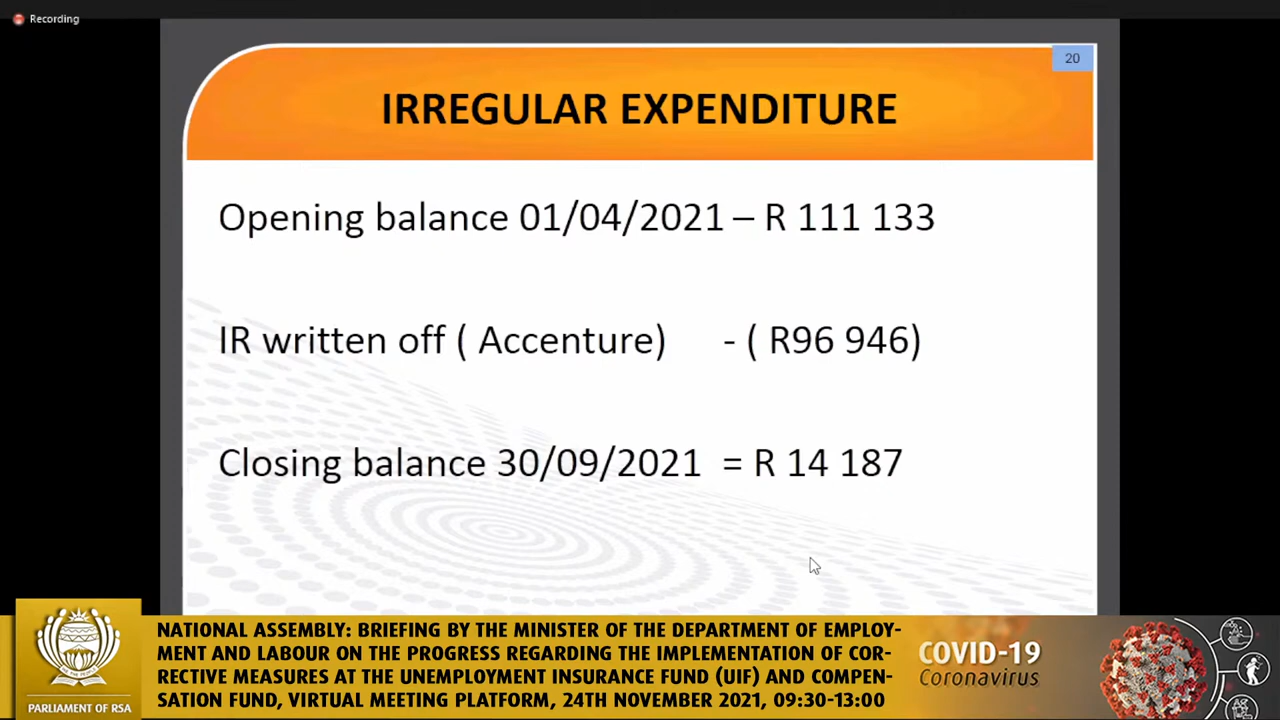 Recording
20
IRREGULAR EXPENDITURE
Opening balance 01/04/2021 – R 111 133
IR written off ( Accenture) - ( R96 946)
Closing balance 30/09/2021 = R 14 187
NATIONAL ASSEMBLY: BRIEFING BY THE MINISTER OF THE DEPARTMENT OF EMPLOY-
MENT AND LABOUR ON THE PROGRESS REGARDING THE IMPLEMENTATION OF COR-
RECTIVE MEASURES AT THE UNEMPLOYMENT INSURANCE FUND (UIF) AND COMPEN-
SATION FUND, VIRTUAL MEETING PLATFORM, 24TH NOVEMBER 2021, 09:30-13:00
PARLIAMENT OF RSA
COVID-19
Coronavirus